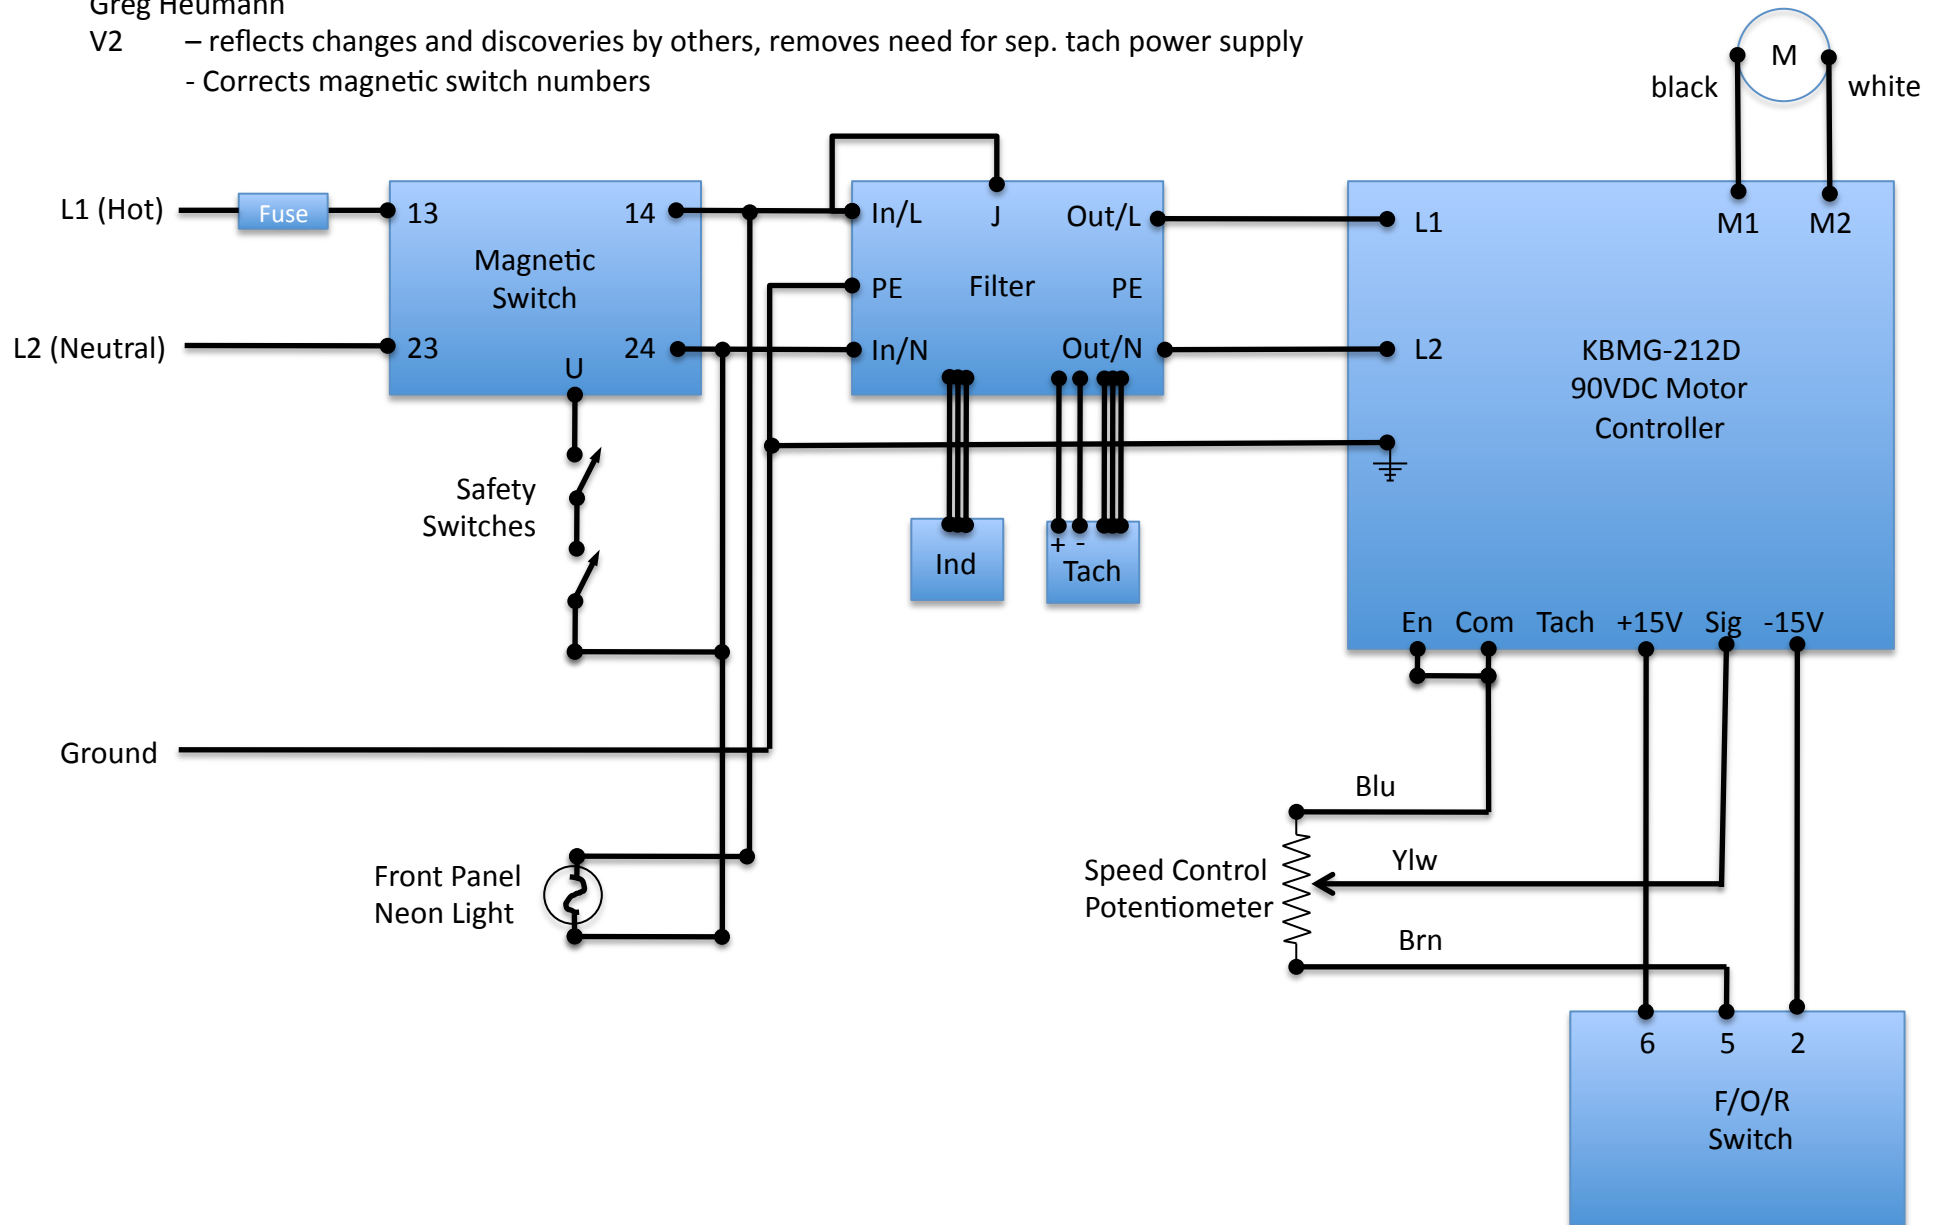 Greg Heumann
V2 – reflects changes and discoveries by others, removes need for sep. tach power supply
- Corrects magnetic switch numbers
M
black
white
L1 (Hot)
Fuse
13
14
Magnetic
Switch
L2 (Neutral)
23
24
U
In/L
J
Out/L
PE
Filter
PE
In/N
Out/N
L1
M1
M2
L2
KBMG-212D
90VDC Motor
Controller
Safety
Switches
Ind
+ -
Tach
En
Com
Tach
+15V
Sig
-15V
Ground
Blu
Front Panel
Neon Light
Speed Control
Potentiometer
Ylw
Brn
6
5
2
F/O/R
Switch